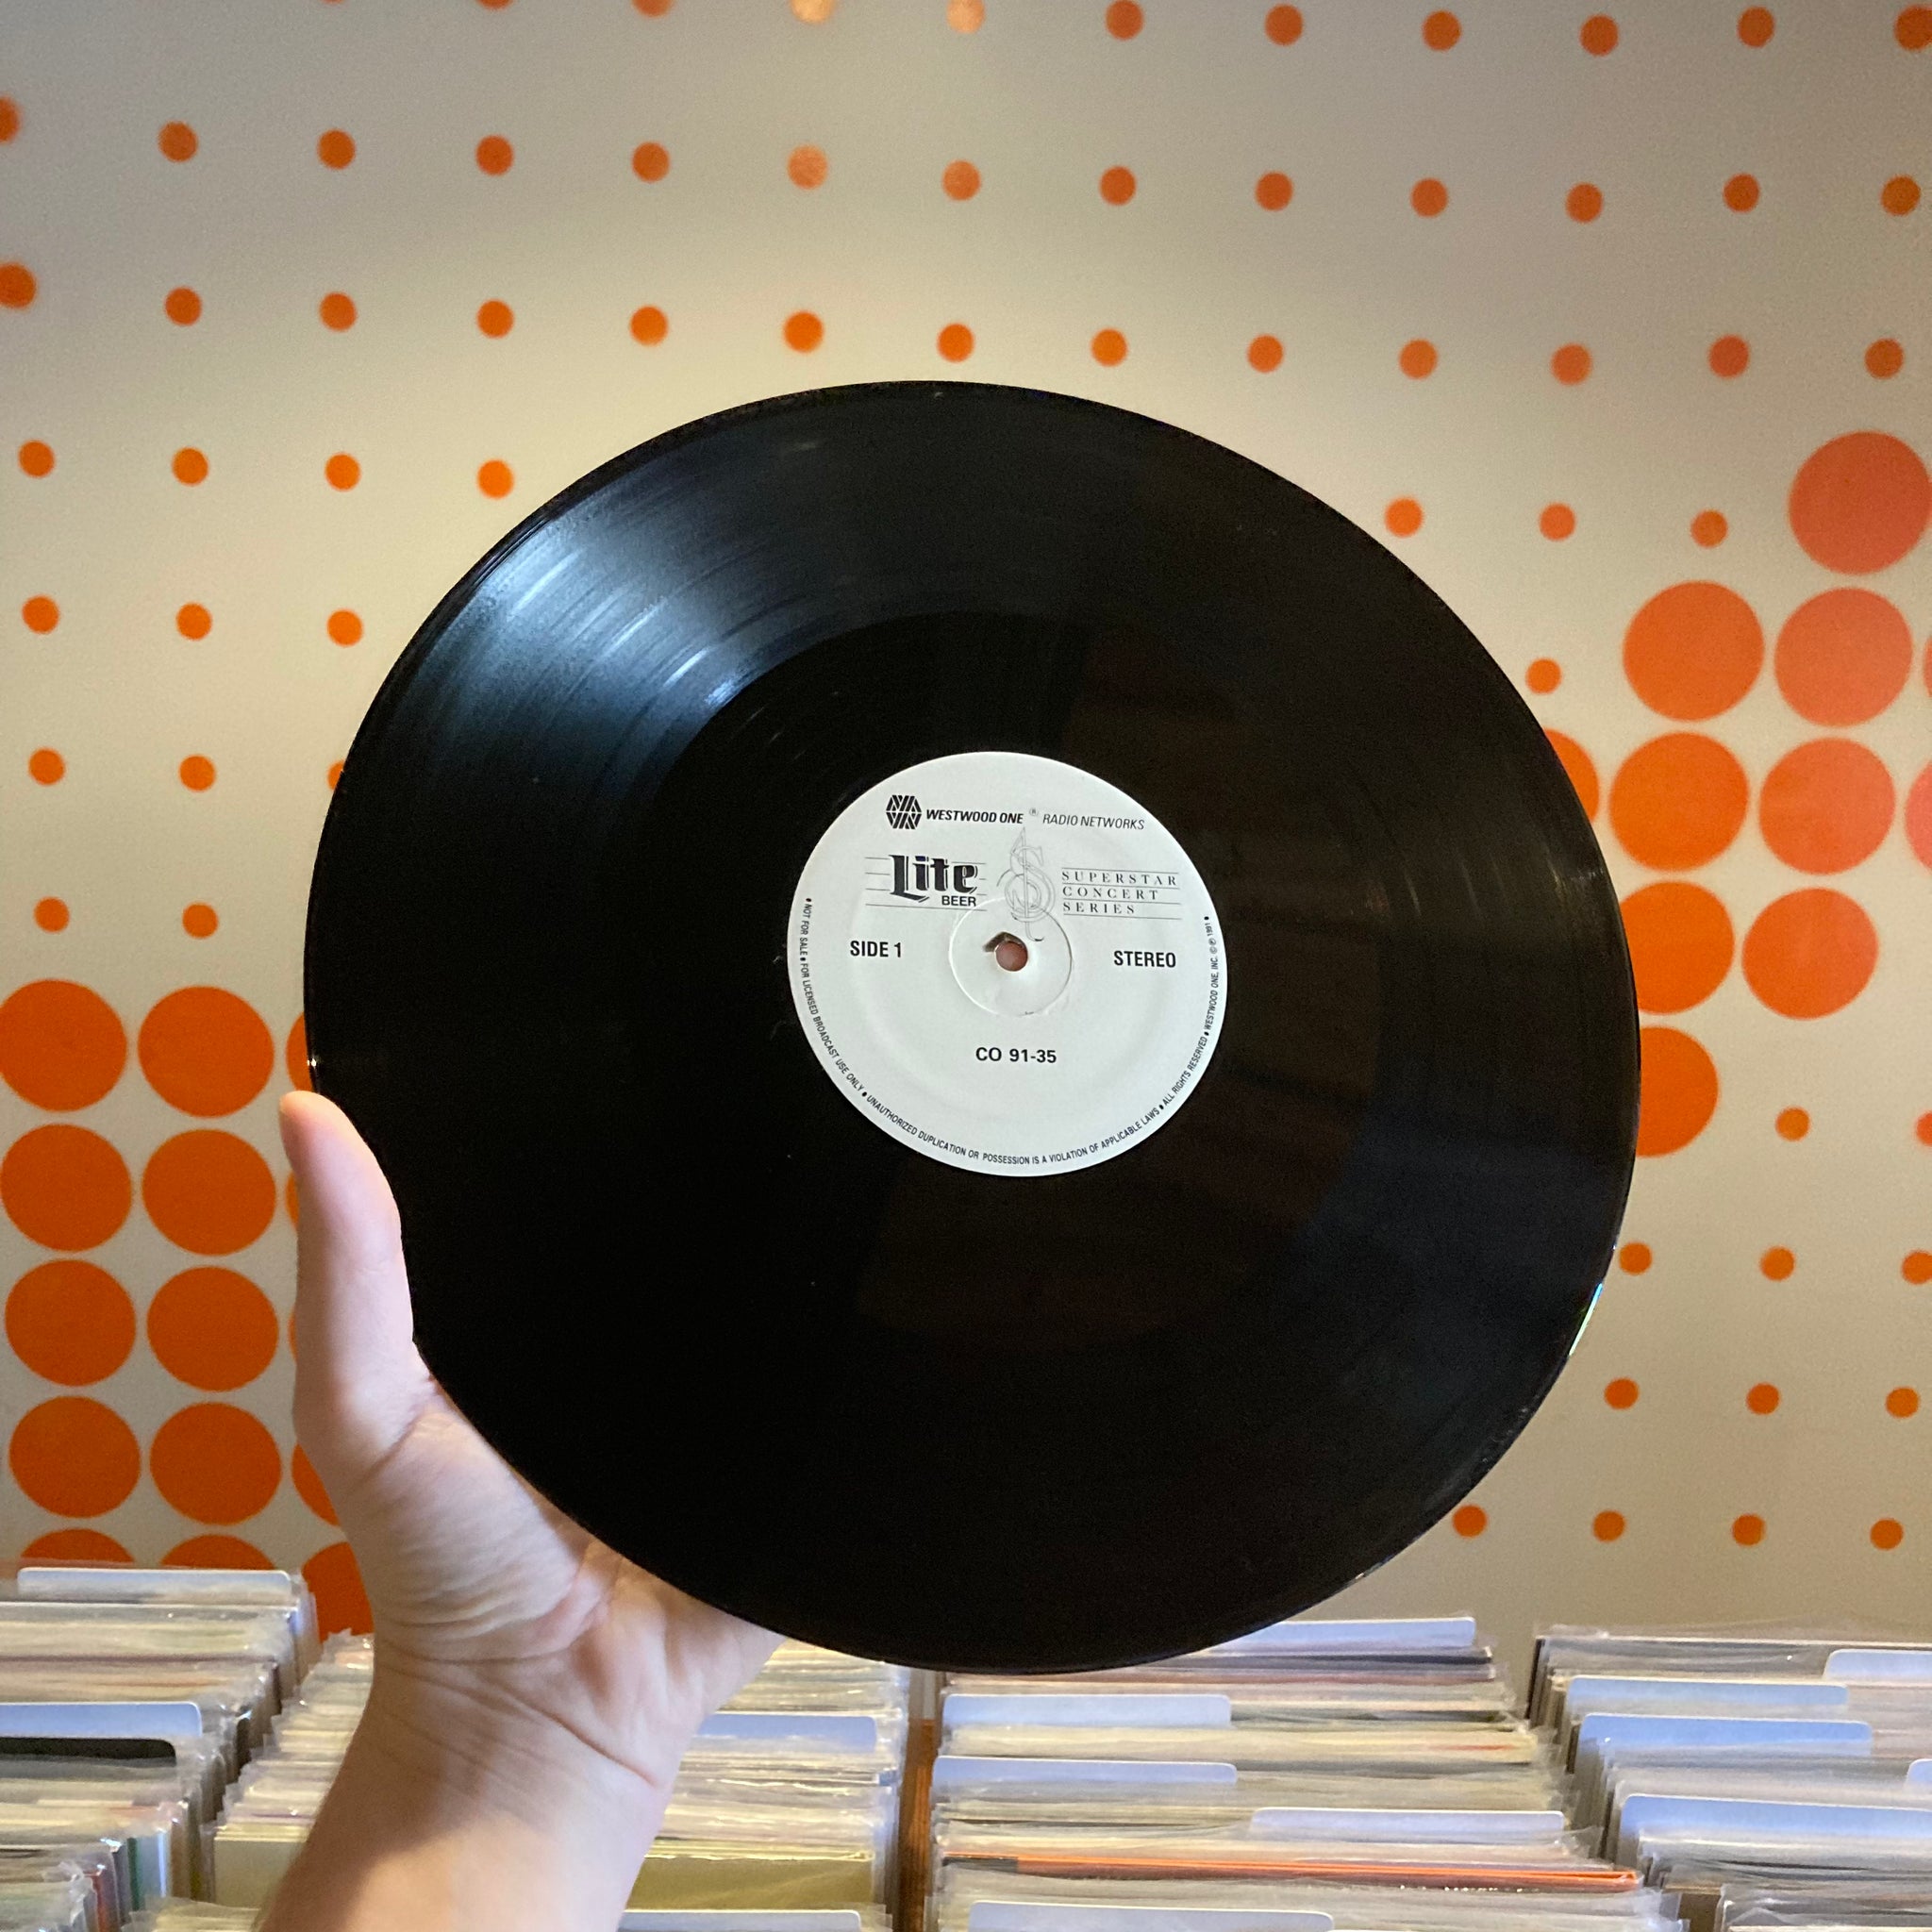 WESTWOOD ONE ® RADIO NETWORKS
Lite
BEER
SUPERSTAR
CONCERT
SERIES
SIDE 1
STEREO
CO 91-35
• NOT FOR SALE • FOR LICENSED BROADCAST USE ONLY • UNAUTHORIZED DUPLICATION OR POSSESSION IS A VIOLATION OF APPLICABLE LAWS • ALL RIGHTS RESERVED • WESTWOOD ONE, INC. © ℗ 1991 •